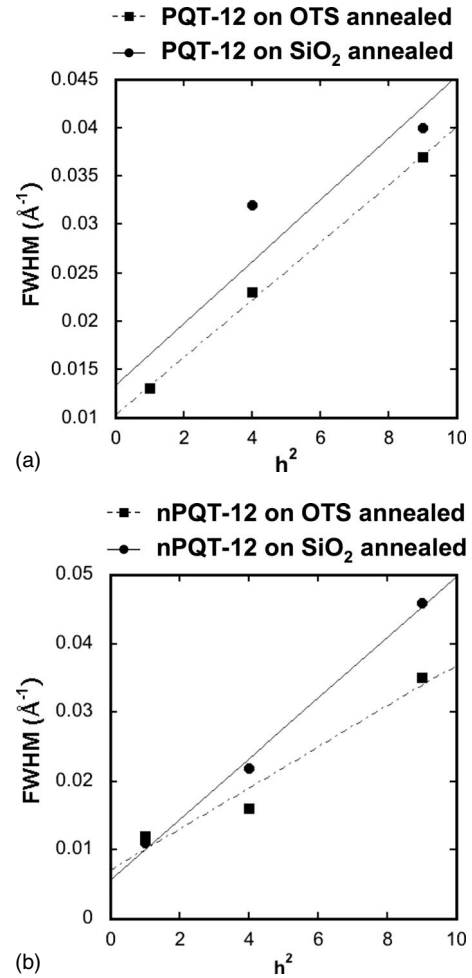 PQT-12 on OTS annealed
PQT-12 on SiO₂ annealed
0.045
0.04
0.035
0.03
0.025
0.02
0.015
0.01
FWHM (Å⁻¹)
0 2 4 6 8 10
h²
(a)
nPQT-12 on OTS annealed
nPQT-12 on SiO₂ annealed
0.05
0.04
0.03
0.02
0.01
0
FWHM (Å⁻¹)
0 2 4 6 8 10
h²
(b)